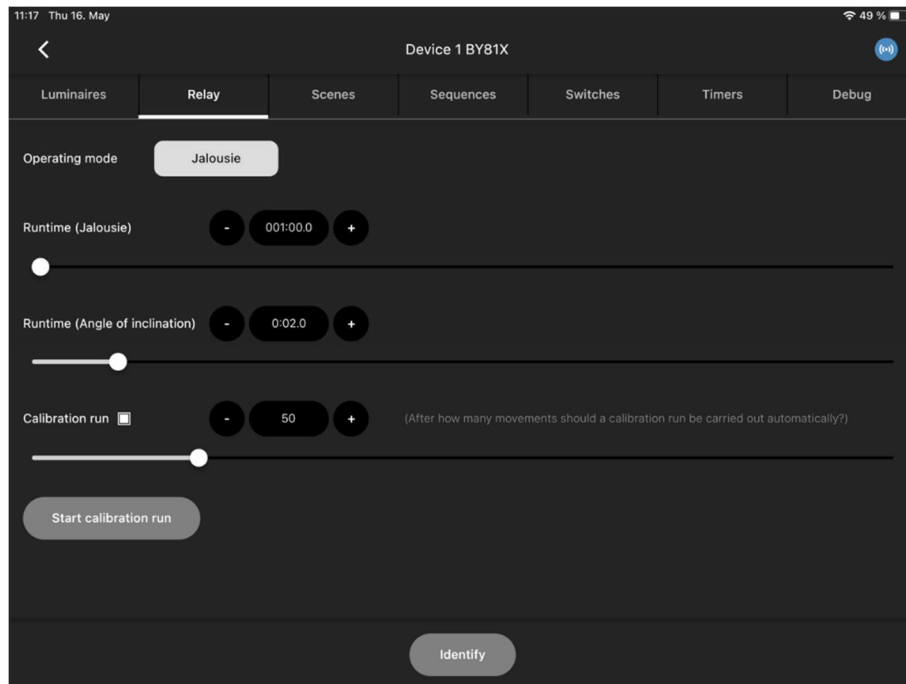 11:17 Thu 16. May 49 %
Device 1 BY81X
Luminaires Relay Scenes Sequences Switches Timers Debug
Operating mode Jalousie
Runtime (Jalousie) - 001:00.0 +
Runtime (Angle of inclination) - 0:02.0 +
Calibration run - 50 + (After how many movements should a calibration run be carried out automatically?)
Start calibration run
Identify